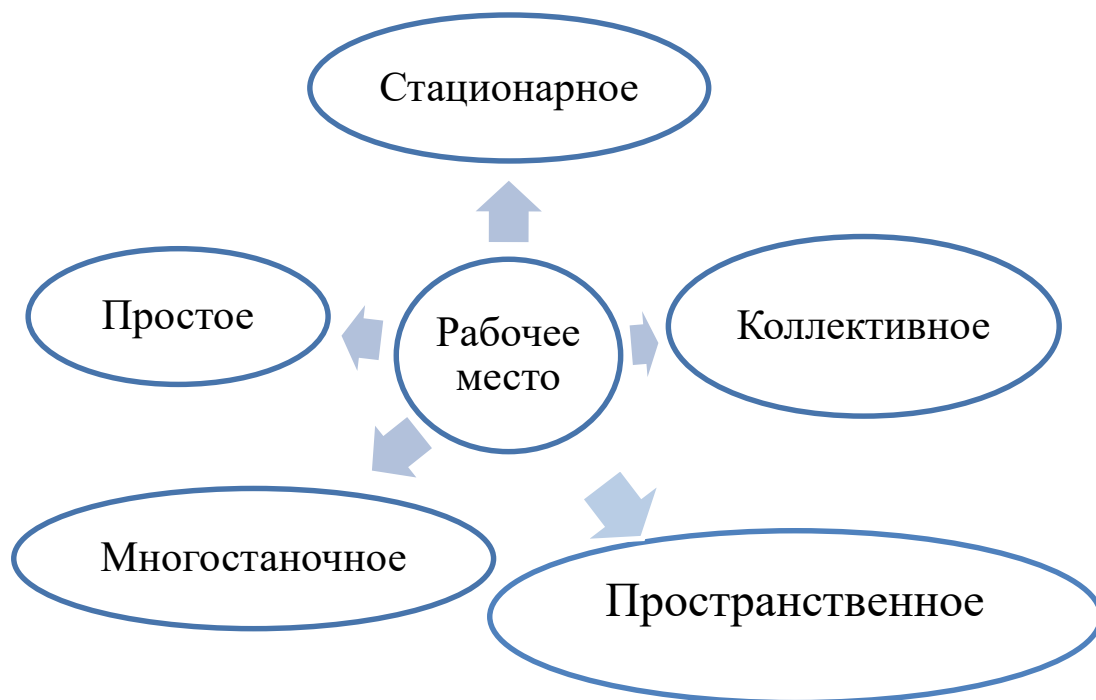 Стационарное
Простое
Рабочее
место
Коллективное
Многостаночное
Пространственное